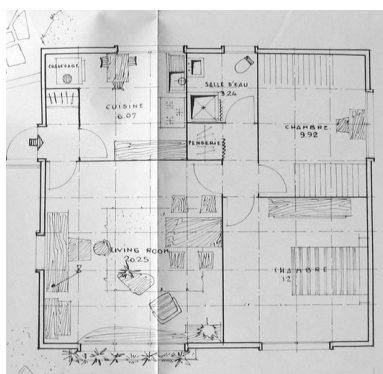 CHAUFFAGE
CUISINE
6.07
SALLE D'EAU
3.24
PENDERIE
CHAMBRE
9.92
LIVING ROOM
20.25
CHAMBRE
12